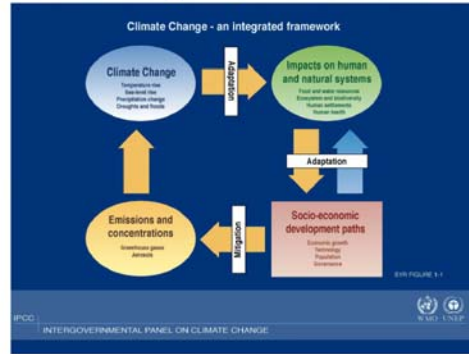 Climate Change - an integrated framework
Climate Change
Temperature rise
Sea-level rise
Precipitation change
Droughts and floods
Adaptation
Impacts on human
and natural systems
Food and water resources
Ecosystem and biodiversity
Human settlements
Human health
Adaptation
Emissions and
concentrations
Greenhouse gases
Aerosols
Mitigation
Socio-economic
development paths
Economic growth
Technology
Population
Governance
SYR FIGURE 1-1
WMO UNEP
IPCC
INTERGOVERNMENTAL PANEL ON CLIMATE CHANGE